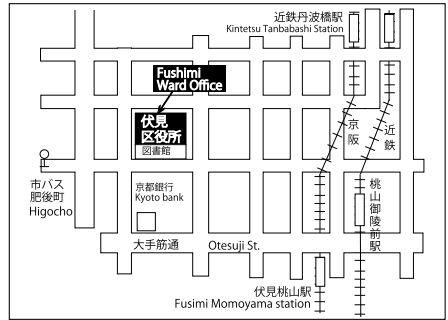 近鉄丹波橋駅
Kintetsu Tanbabashi Station
Fushimi
Ward Office
伏見
区役所
図書館
京阪
近鉄
市バス
肥後町
Higocho
京都銀行
Kyoto bank
桃山御陵前駅
大手筋通 Otesuji St.
伏見桃山駅
Fusimi Momoyama station